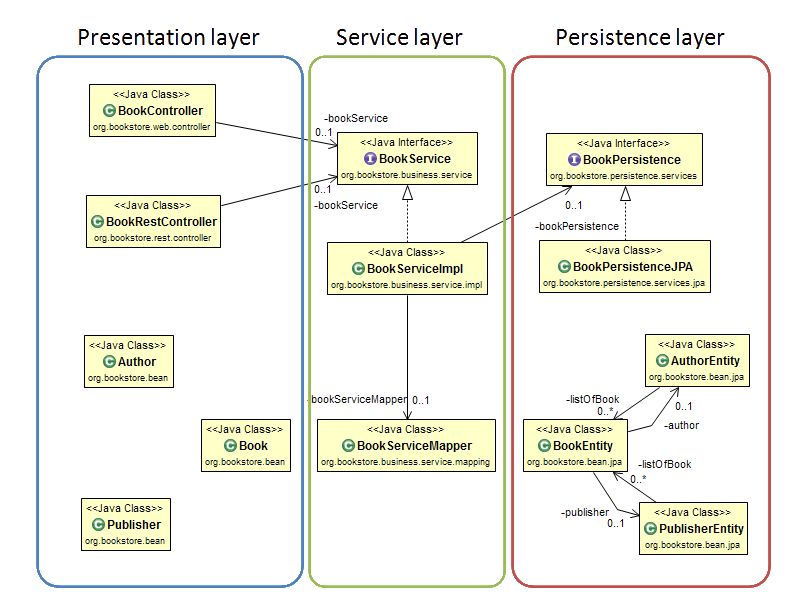 Presentation layer
Service layer
Persistence layer
<<Java Class>>
BookController
org.bookstore.web.controller
-bookService
0..1
<<Java Interface>>
BookService
org.bookstore.business.service
<<Java Interface>>
BookPersistence
org.bookstore.persistence.services
<<Java Class>>
BookRestController
org.bookstore.rest.controller
0..1
-bookService
0..1
-bookPersistence
<<Java Class>>
BookServiceImpl
org.bookstore.business.service.impl
<<Java Class>>
BookPersistenceJPA
org.bookstore.persistence.services.jpa
<<Java Class>>
Author
org.bookstore.bean
<<Java Class>>
AuthorEntity
org.bookstore.bean.jpa
-bookServiceMapper
0..1
-listOfBook
0..*
0..1
-author
<<Java Class>>
Book
org.bookstore.bean
<<Java Class>>
BookServiceMapper
org.bookstore.business.service.mapping
<<Java Class>>
BookEntity
org.bookstore.bean.jpa
-listOfBook
0..*
<<Java Class>>
Publisher
org.bookstore.bean
-publisher
0..1
<<Java Class>>
PublisherEntity
org.bookstore.bean.jpa